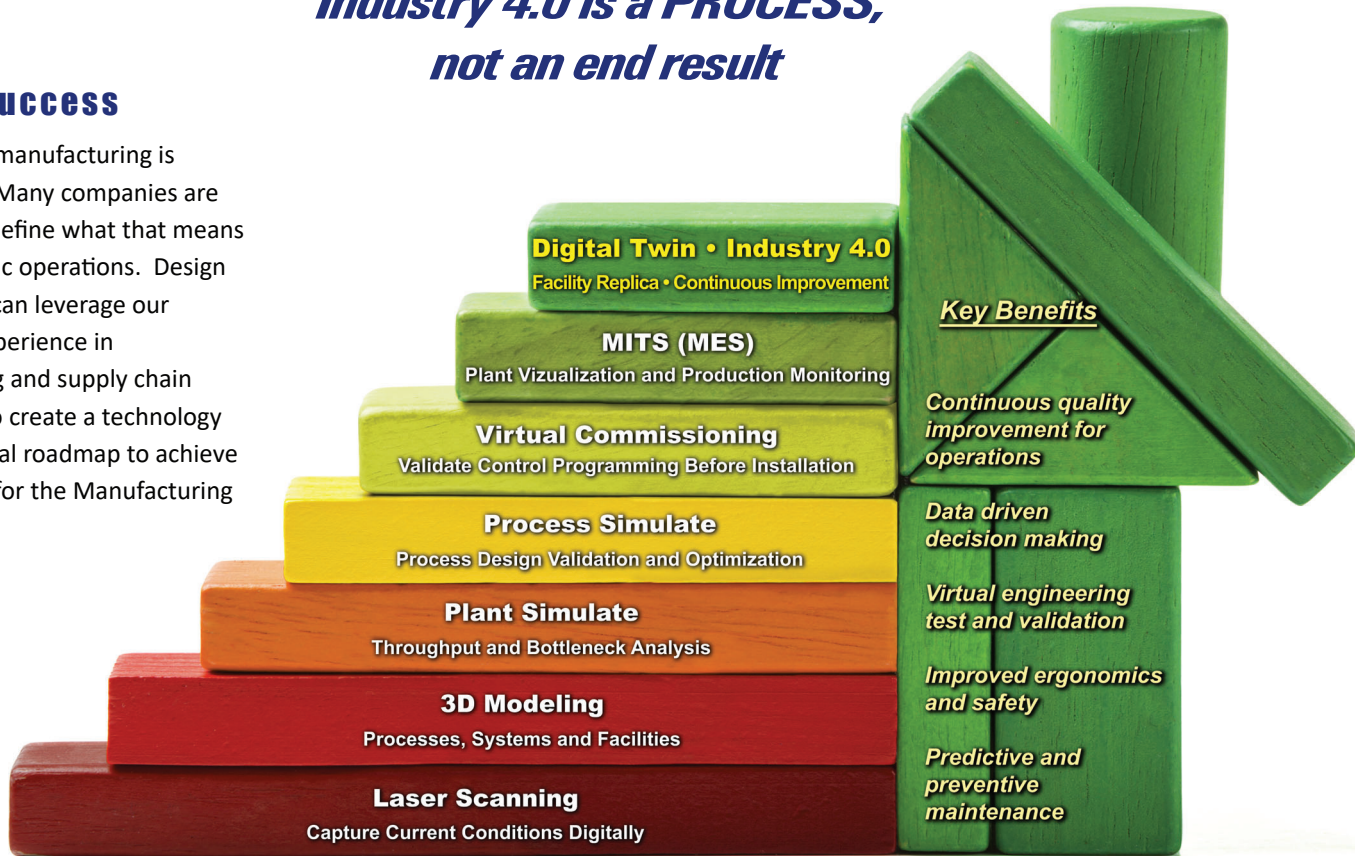 Industry 4.0 is a PROCESS,
not an end result
uccess
manufacturing is
Many companies are
efine what that means
ic operations.  Design
can leverage our
perience in
g and supply chain
o create a technology
al roadmap to achieve
for the Manufacturing
Digital Twin • Industry 4.0
Facility Replica • Continuous Improvement
MITS (MES)
Plant Vizualization and Production Monitoring
Virtual Commissioning
Validate Control Programming Before Installation
Process Simulate
Process Design Validation and Optimization
Plant Simulate
Throughput and Bottleneck Analysis
3D Modeling
Processes, Systems and Facilities
Laser Scanning
Capture Current Conditions Digitally
Key Benefits
Continuous quality
improvement for
operations
Data driven
decision making
Virtual engineering
test and validation
Improved ergonomics
and safety
Predictive and
preventive
maintenance